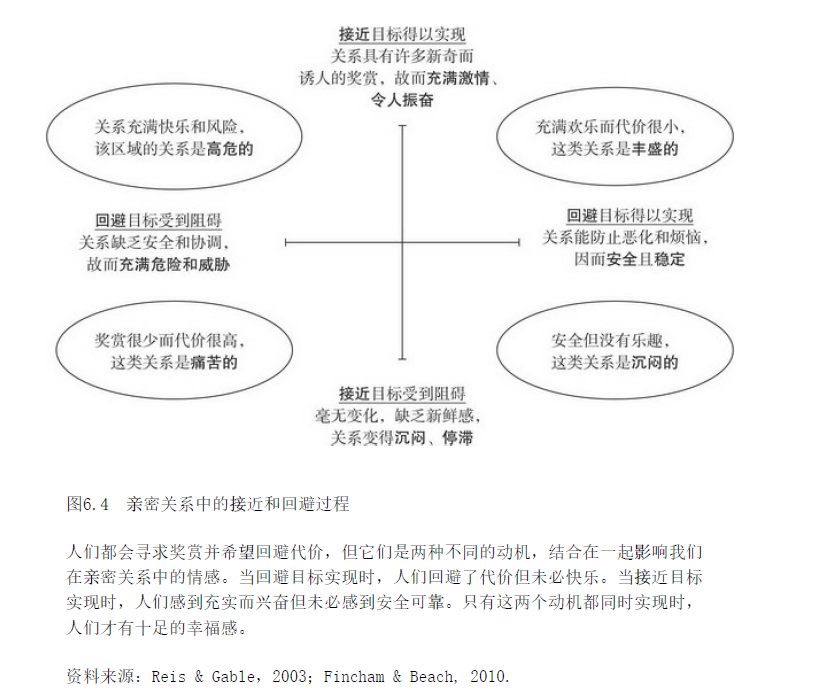 接近目标得以实现
关系具有许多新奇而
诱人的奖赏，故而充满激情、
令人振奋
关系充满快乐和风险，
该区域的关系是高危的
充满欢乐而代价很小，
这类关系是丰盛的
回避目标受到阻碍
关系缺乏安全和协调，
故而充满危险和威胁
回避目标得以实现
关系能防止恶化和烦恼，
因而安全且稳定
奖赏很少而代价很高，
这类关系是痛苦的
安全但没有乐趣，
这类关系是沉闷的
接近目标受到阻碍
毫无变化，缺乏新鲜感，
关系变得沉闷、停滞
图6.4 亲密关系中的接近和回避过程
人们都会寻求奖赏并希望回避代价，但它们是两种不同的动机，结合在一起影响我们
在亲密关系中的情感。当回避目标实现时，人们回避了代价但未必快乐。当接近目标
实现时，人们感到充实而兴奋但未必感到安全可靠。只有这两个动机都同时实现时，
人们才有十足的幸福感。
资料来源：Reis & Gable，2003；Fincham & Beach, 2010.